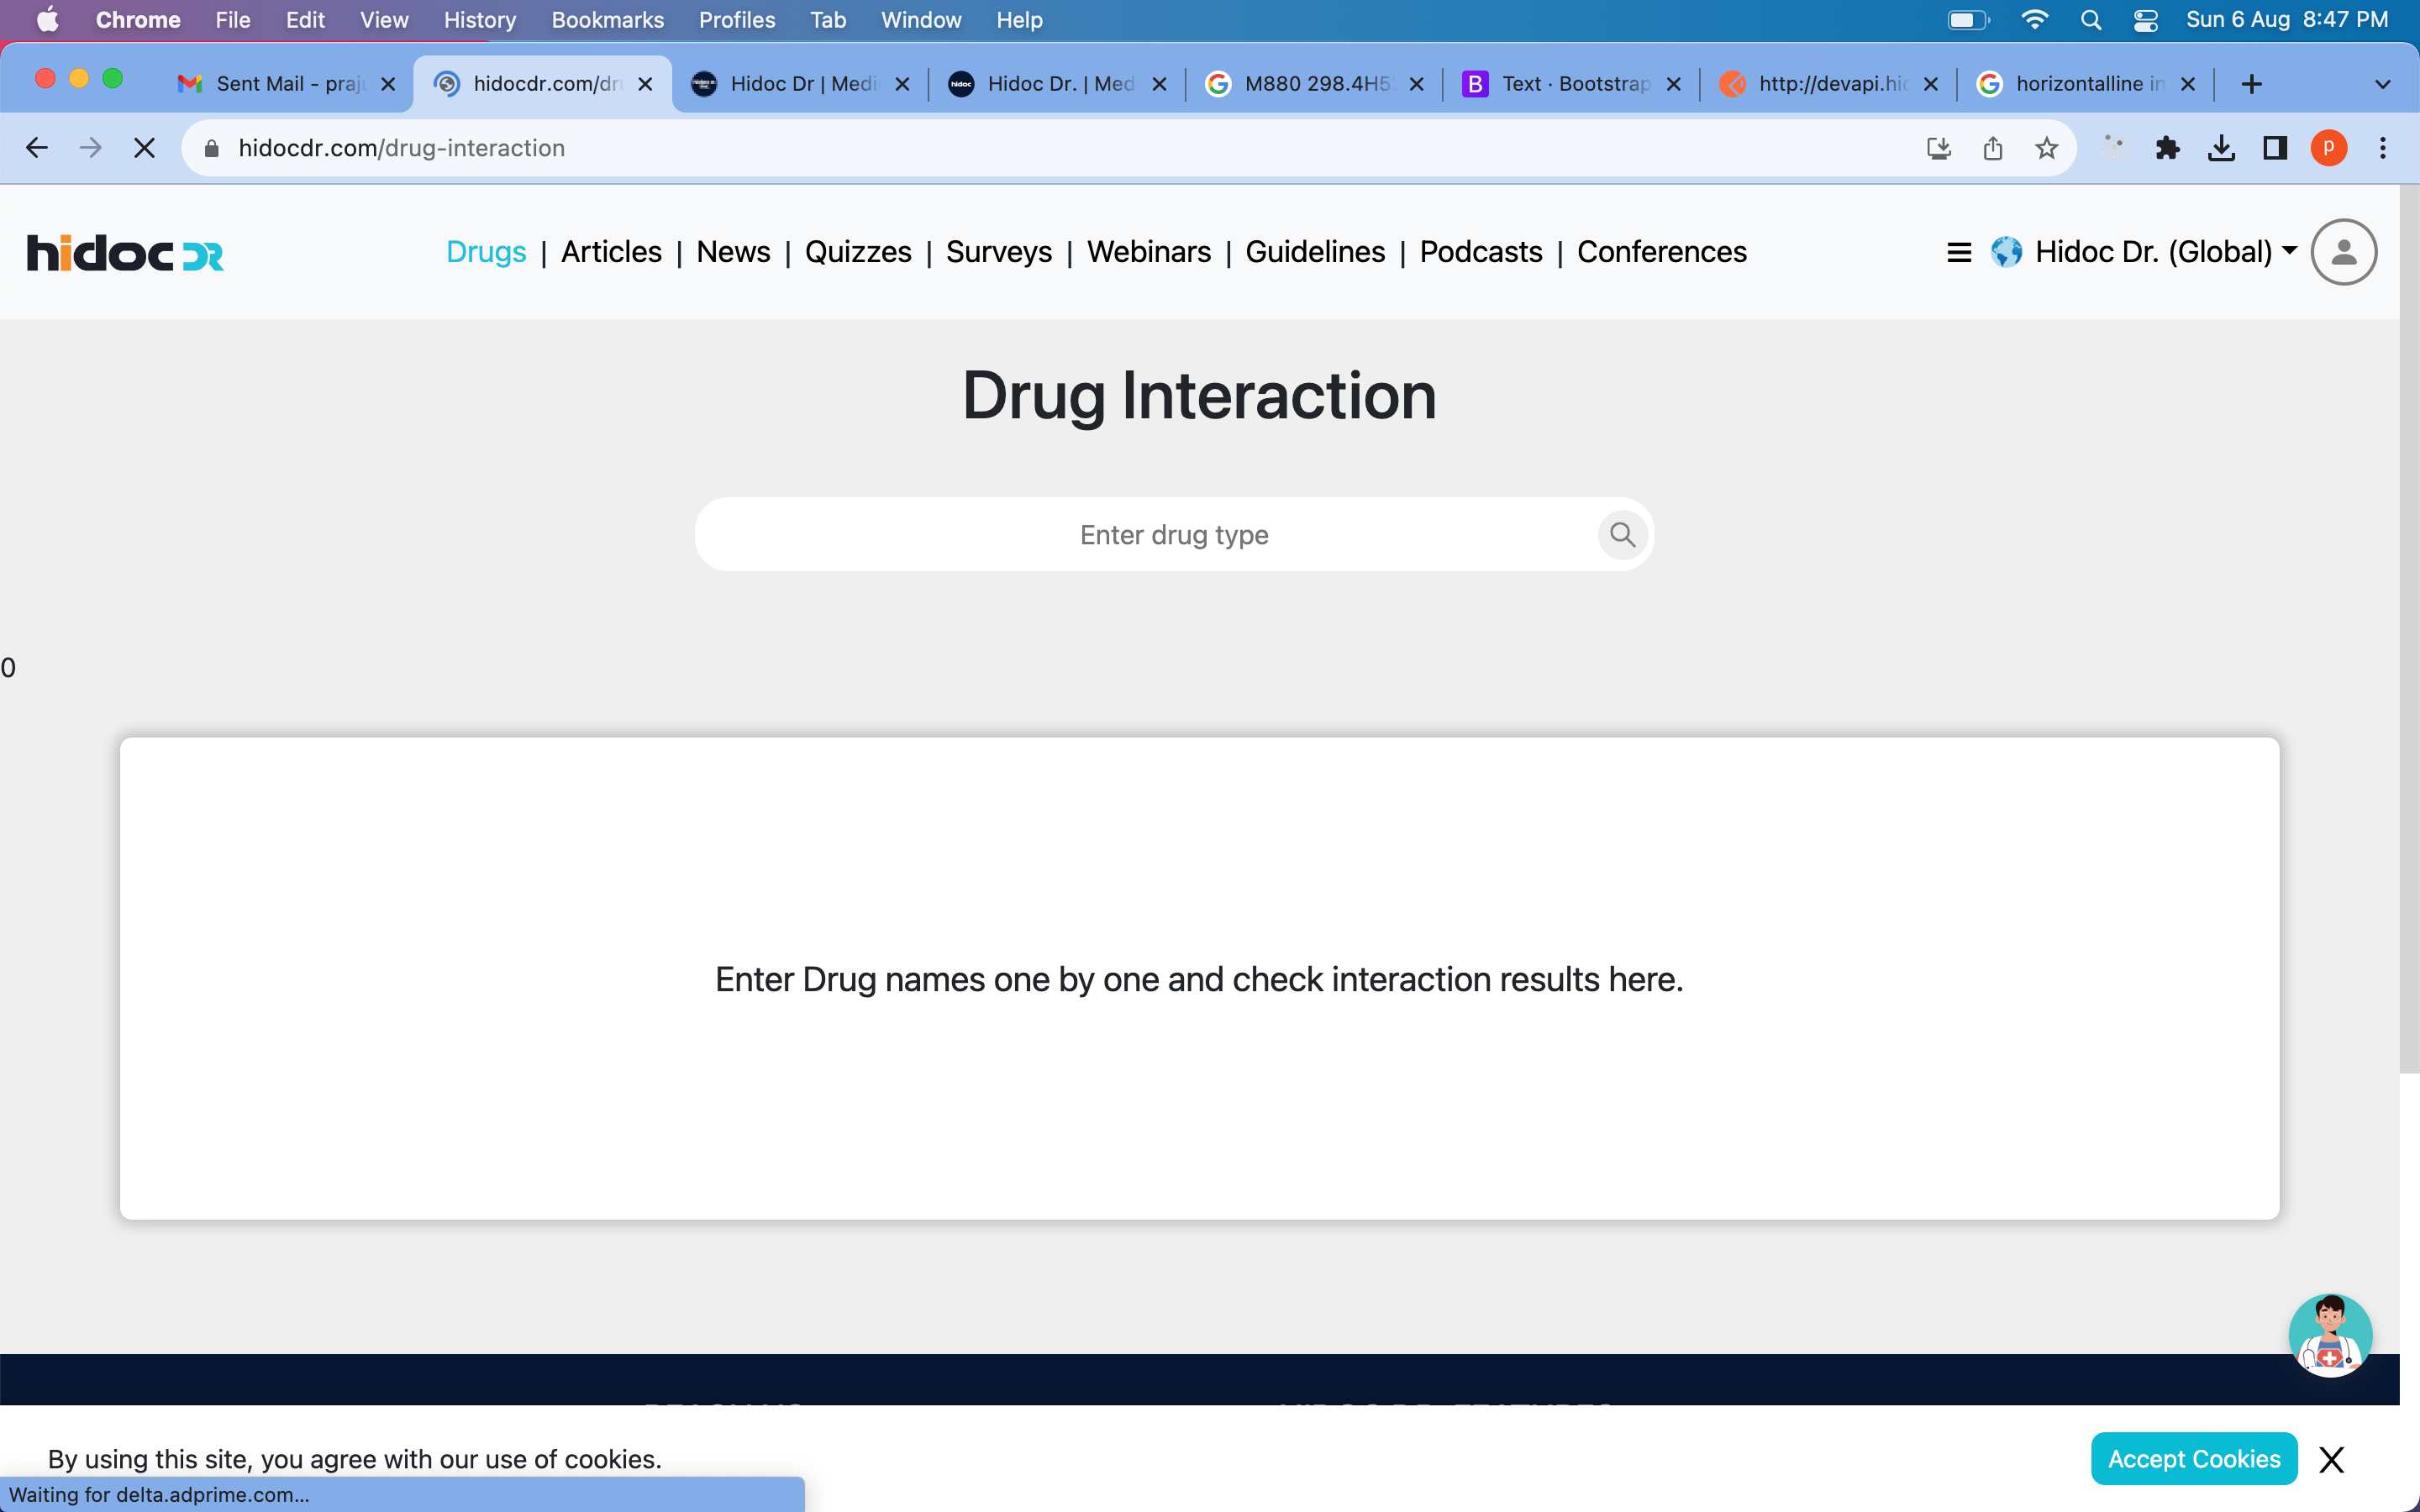 Chrome File Edit View History Bookmarks Profiles Tab Window Help Sun 6 Aug 8:47 PM
Sent Mail - praju hidocdr.com/dru Hidoc Dr | Medi Hidoc Dr. | Med M880 298.4H5 Text · Bootstrap http://devapi.hid horizontalline in
hidocdr.com/drug-interaction p
hidoc DR Drugs | Articles | News | Quizzes | Surveys | Webinars | Guidelines | Podcasts | Conferences Hidoc Dr. (Global)
Drug Interaction
Enter drug type
0
Enter Drug names one by one and check interaction results here.
By using this site, you agree with our use of cookies. Accept Cookies X
Waiting for delta.adprime.com...